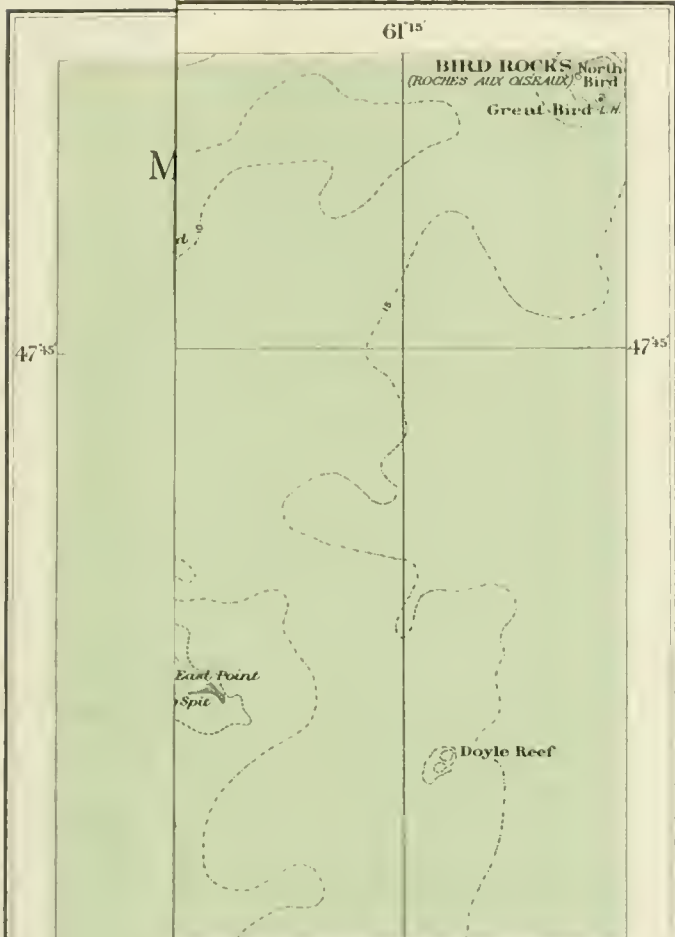 61°15'
BIRD ROCKS North
(ROCHES AUX OISEAUX) Bird
Great Bird L.H.
M
d
10
15
47°45' 47°45'
East Point
Spit
Doyle Reef